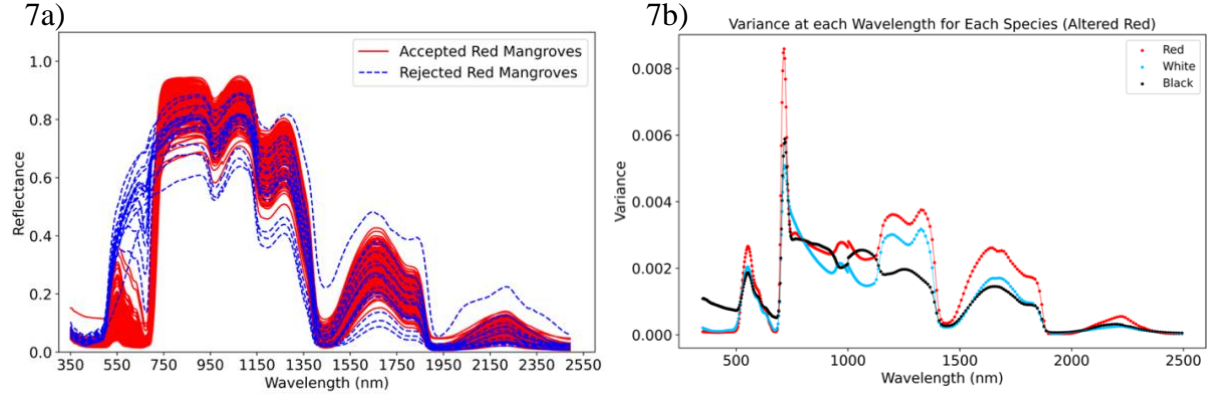 7a)
1.0
0.8
0.6
0.4
0.2
0.0
Reflectance
350 550 750 950 1150 1350 1550 1750 1950 2150 2350 2550
Wavelength (nm)
Accepted Red Mangroves
Rejected Red Mangroves
7b)
Variance at each Wavelength for Each Species (Altered Red)
0.008
0.006
0.004
0.002
0.000
Variance
500 1000 1500 2000 2500
Wavelength (nm)
Red
White
Black